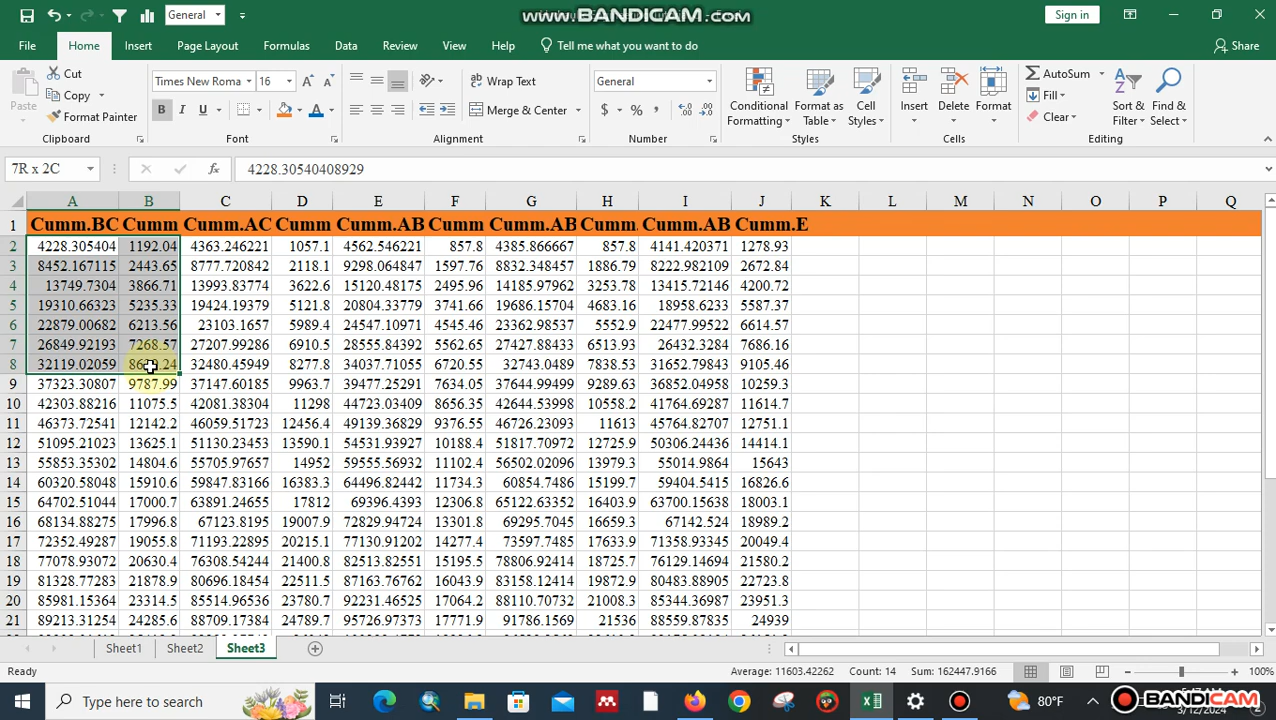 www.BANDICAM.com
General
Sign in
File Home Insert Page Layout Formulas Data Review View Help Tell me what you want to do Share
Paste
Cut
Copy
Format Painter
Clipboard
Times New Roma 16
B I U
Font
Wrap Text
Merge & Center
Alignment
General
$ % ,
Number
Conditional Formatting
Format as Table
Cell Styles
Styles
Insert Delete Format
Cells
AutoSum
Fill
Clear
Sort & Filter
Find & Select
Editing
7R x 2C 4228.30540408929
A B C D E F G H I J K L M N O P Q
1 Cumm.BC Cumm Cumm.AC Cumm Cumm.AB Cumm Cumm.AB Cumm. Cumm.AB Cumm.E
2 4228.305404 1192.04 4363.246221 1057.1 4562.546221 857.8 4385.866667 857.8 4141.420371 1278.93
3 8452.167115 2443.65 8777.720842 2118.1 9298.064847 1597.76 8832.348457 1886.79 8222.982109 2672.84
4 13749.7304 3866.71 13993.83774 3622.6 15120.48175 2495.96 14185.97962 3253.78 13415.72146 4200.72
5 19310.66323 5235.33 19424.19379 5121.8 20804.33779 3741.66 19686.15704 4683.16 18958.6233 5587.37
6 22879.00682 6213.56 23103.1657 5989.4 24547.10971 4545.46 23362.98537 5552.9 22477.99522 6614.57
7 26849.92193 7268.57 27207.99286 6910.5 28555.84392 5562.65 27427.88433 6513.91 26432.3284 7686.16
8 32119.02059 32480.45949 8277.8 34037.71055 6720.55 32743.0489 7838.53 31652.79843 9105.46
9 37323.30807 9787.99 37147.60185 9963.7 39477.25291 7634.05 37644.99499 9289.63 36852.04958 10259.3
10 42303.88216 11075.5 42081.38304 11298 44723.03409 8656.35 42644.53998 10558.2 41764.69287 11614.7
11 46373.72541 12142.2 46059.51723 12456.4 49139.36839 9376.55 46726.23093 11613 45764.82707 12751.1
12 51095.21023 13625.1 51130.23453 13590.1 54531.93927 10188.4 51817.70972 12725.9 50306.24436 14414.1
13 55853.35302 14804.6 55705.97657 14952 59555.56932 11102.4 56502.02096 13979.3 55014.9864 15643
14 60320.58048 15910.6 59847.83166 16383.3 64496.82442 11734.3 60854.7486 15199.7 59404.5415 16826.6
15 64702.51044 17000.7 63891.24655 17812 69396.4393 12306.8 65122.63352 16403.9 63700.15638 18003.1
16 68134.88275 17996.8 67123.8195 19007.9 72829.94724 13301.8 69295.7045 16659.3 67142.524 18989.2
17 72352.49287 19055.8 71193.22895 20215.1 77130.91202 14277.4 73597.7485 17633.9 71358.93345 20049.4
18 77078.93072 20630.4 76308.54244 21400.8 82513.82551 15195.5 78806.92414 18725.7 76129.14694 21580.2
19 81328.77283 21878.9 80696.18454 22511.5 87163.76762 16043.9 83158.12414 19872.9 80483.88905 22723.8
20 85981.15364 23314.5 85514.96536 23780.7 92231.46525 17064.2 88110.70732 21008.3 85344.36987 23951.3
21 89213.31254 24285.6 88709.17384 24789.7 95726.97373 17771.9 91786.1569 21536 88559.87835 24939
Sheet1 Sheet2 Sheet3
Ready Average: 11603.42262 Count: 14 Sum: 162447.9166 100%
Type here to search 80°F
3/12/2024
BANDICAM